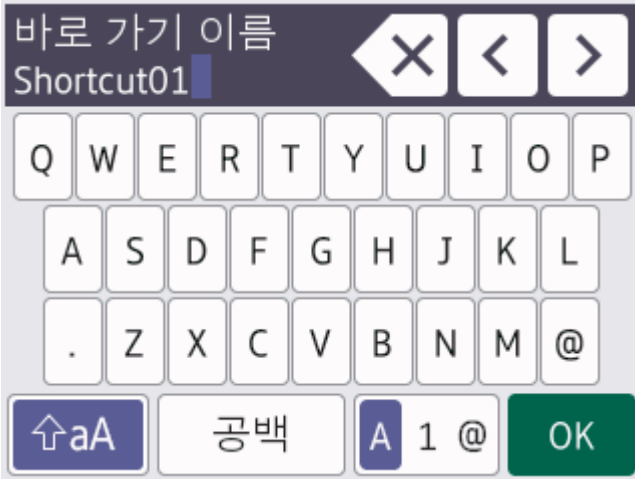 바로 가기 이름
Shortcut01
Q W E R T Y U I O P
A S D F G H J K L
. Z X C V B N M @
aA 공백 A 1 @ OK